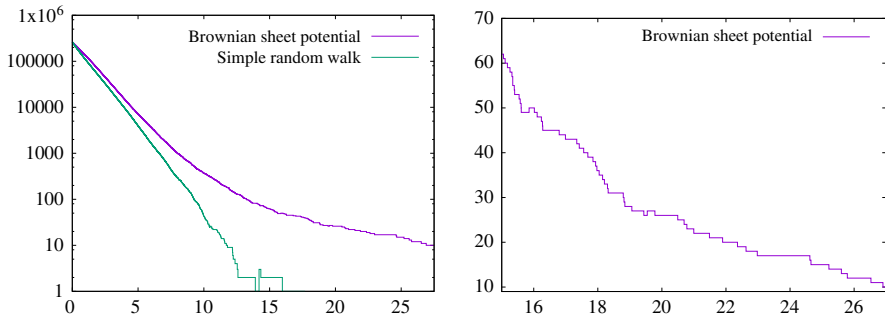 1x10^6
100000
10000
1000
100
10
1
0 5 10 15 20 25
Brownian sheet potential
Simple random walk
70
60
50
40
30
20
10
16 18 20 22 24 26
Brownian sheet potential